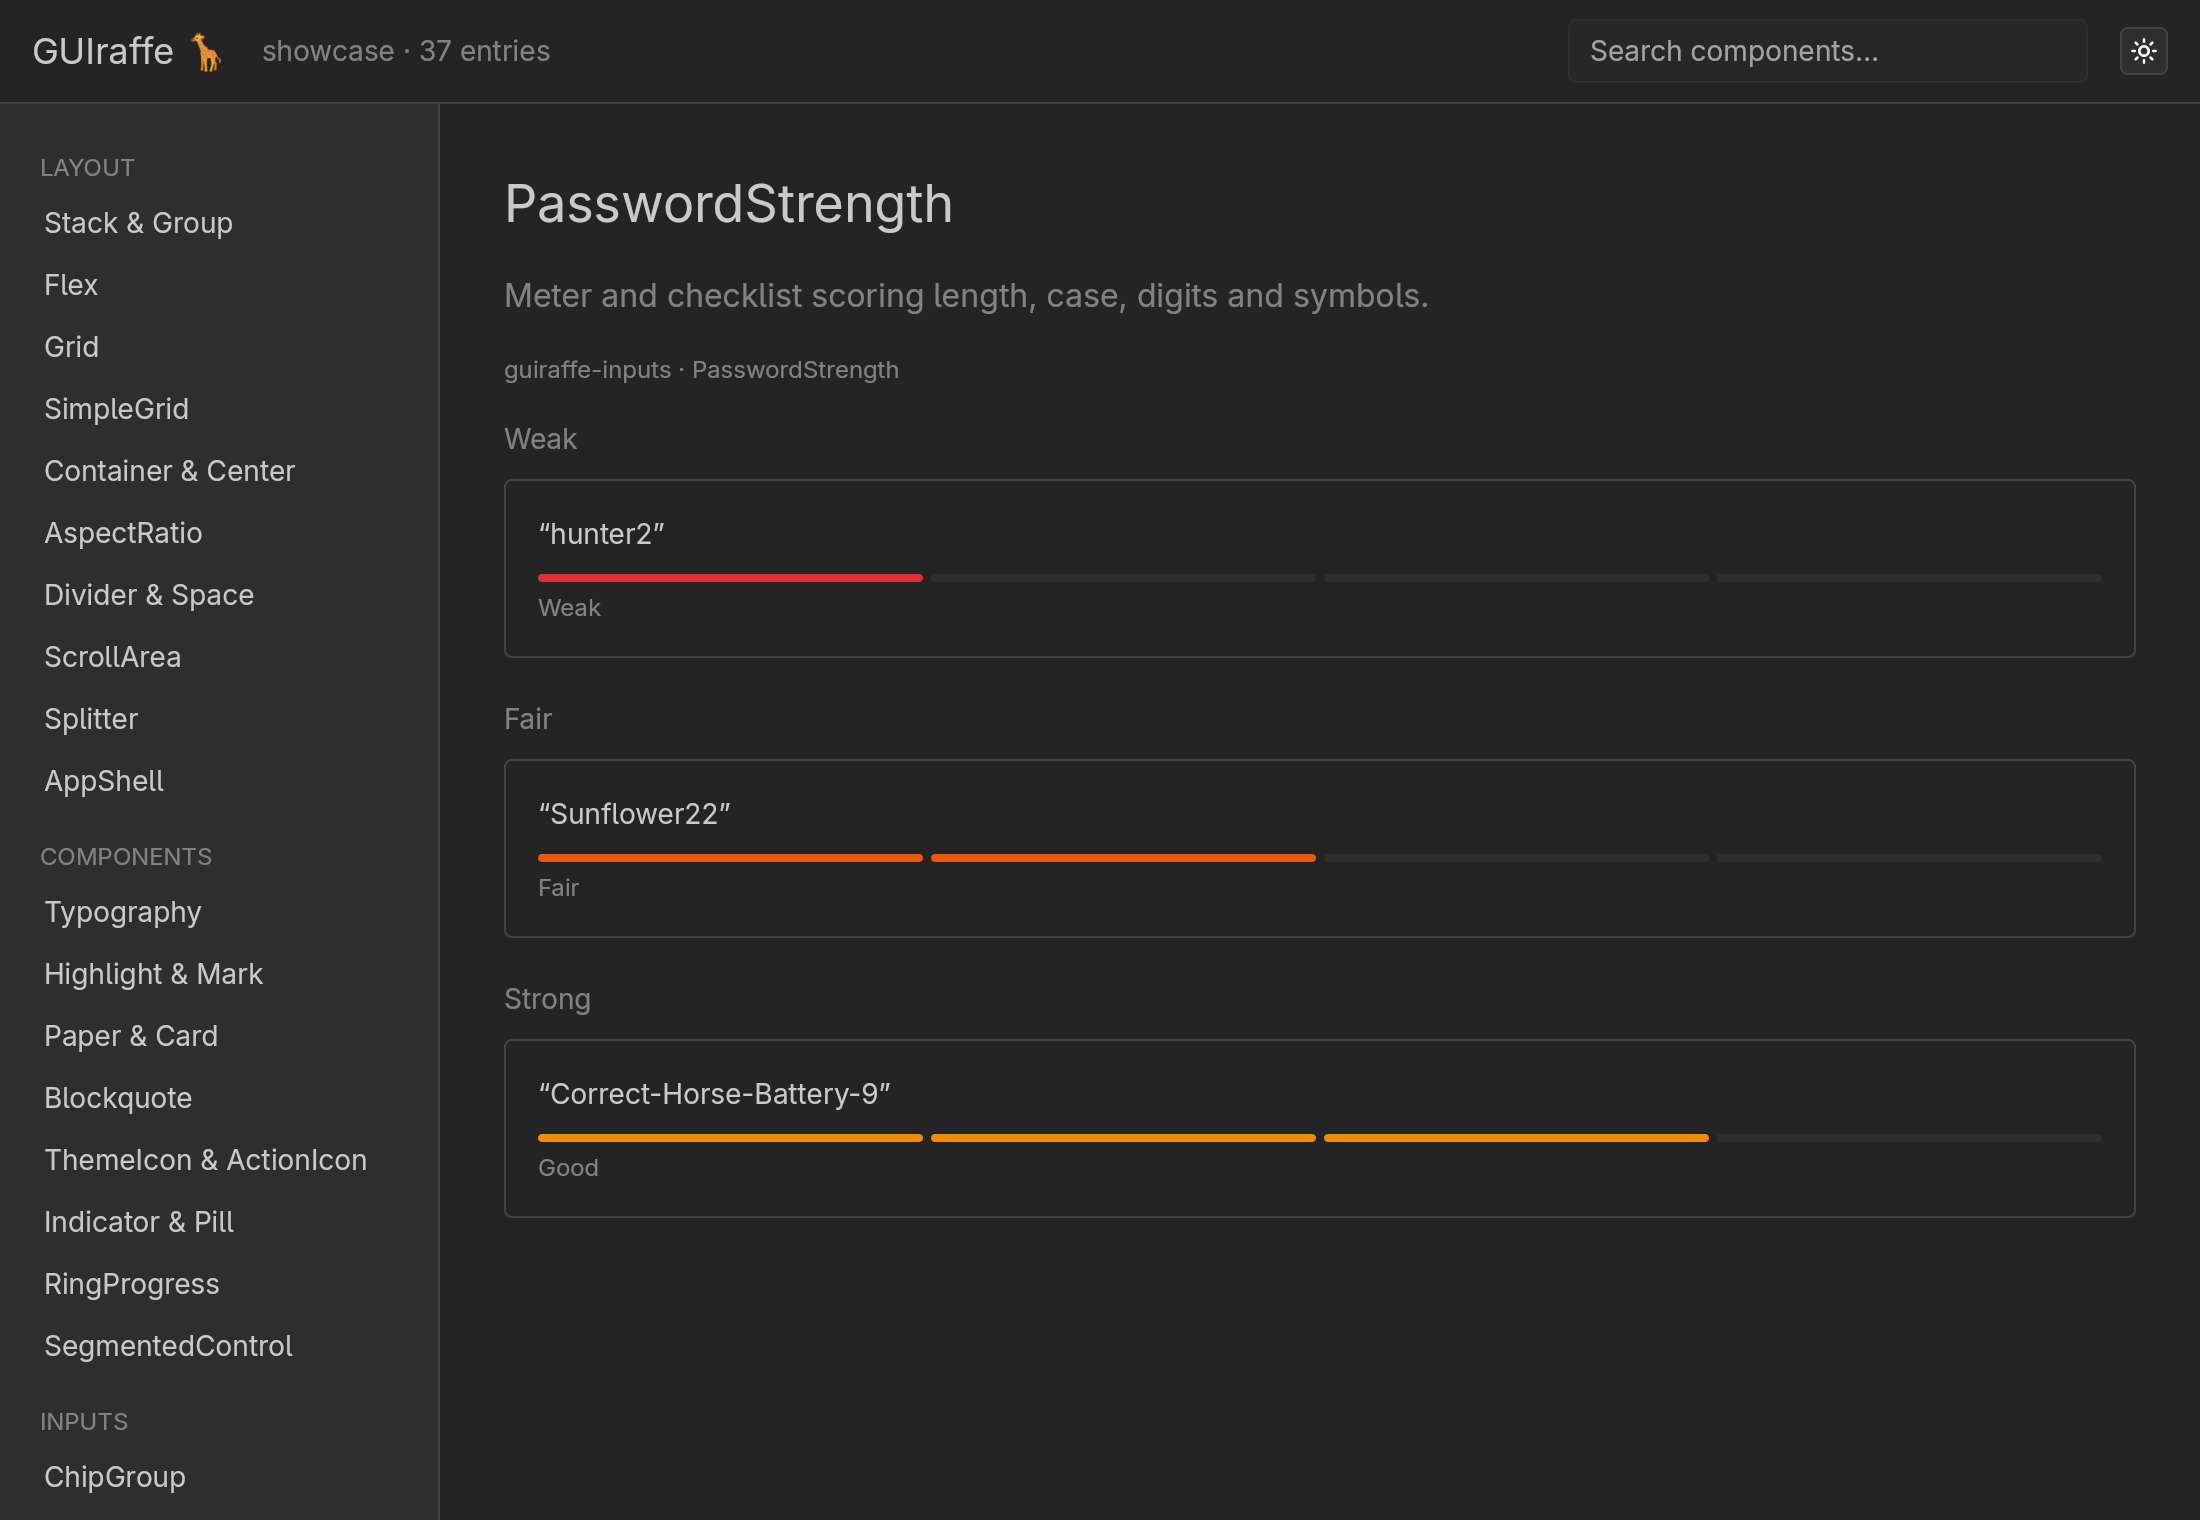 GUIraffe 🦒 showcase · 37 entries
Search components...
LAYOUT
Stack & Group
Flex
Grid
SimpleGrid
Container & Center
AspectRatio
Divider & Space
ScrollArea
Splitter
AppShell
COMPONENTS
Typography
Highlight & Mark
Paper & Card
Blockquote
ThemeIcon & ActionIcon
Indicator & Pill
RingProgress
SegmentedControl
INPUTS
ChipGroup
PasswordStrength
Meter and checklist scoring length, case, digits and symbols.
guiraffe-inputs · PasswordStrength
Weak
“hunter2”
Weak
Fair
“Sunflower22”
Fair
Strong
“Correct-Horse-Battery-9”
Good